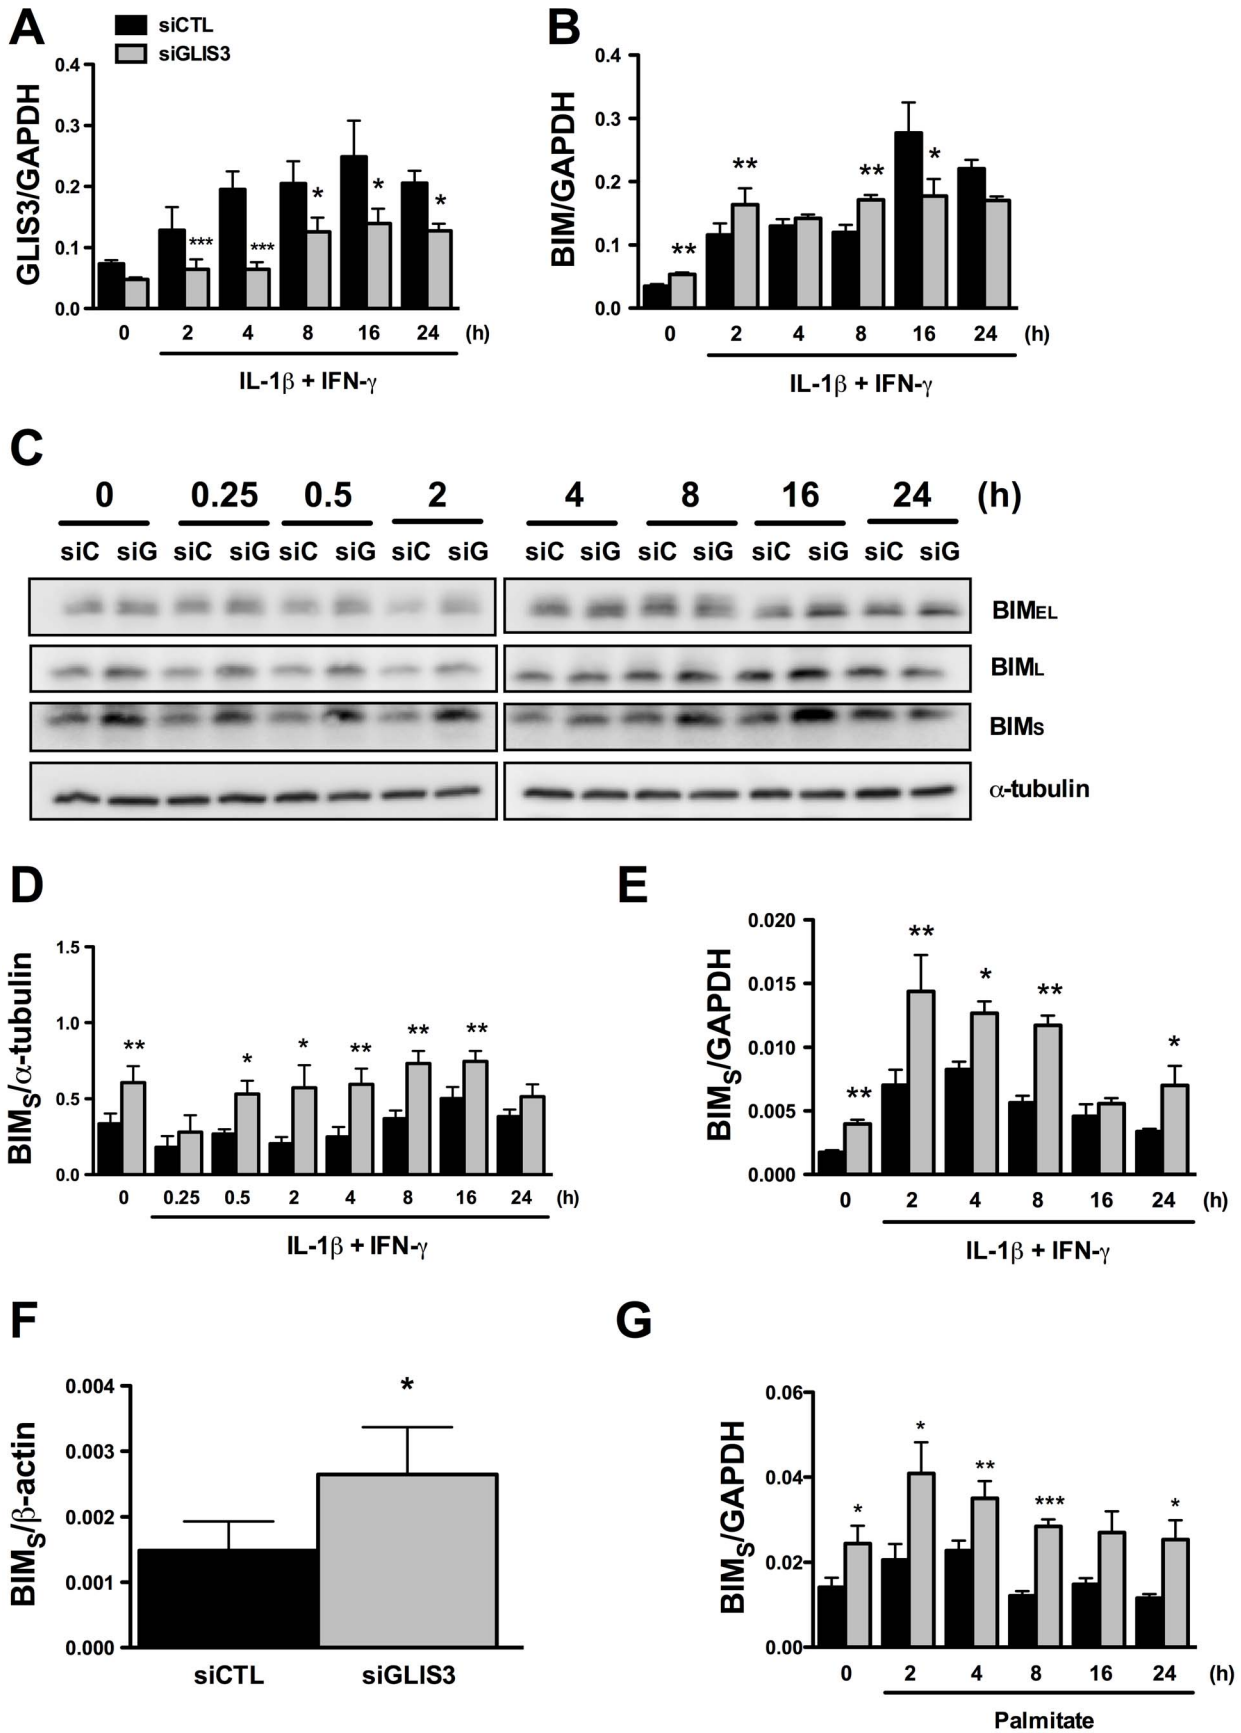 A
siCTL
siGLIS3
GLIS3/GAPDH
0.4
0.3
0.2
0.1
0.0
*** *** * * *
0 2 4 8 16 24 (h)
IL-1β + IFN-γ
B
BIM/GAPDH
0.4
0.3
0.2
0.1
0.0
** ** ** *
0 2 4 8 16 24 (h)
IL-1β + IFN-γ
C
0 0.25 0.5 2 4 8 16 24 (h)
siC siG siC siG siC siG siC siG siC siG siC siG siC siG siC siG
BIMEL
BIML
BIMS
α-tubulin
D
BIMS/α-tubulin
1.5
1.0
0.5
0.0
** * * ** ** **
0 0.25 0.5 2 4 8 16 24 (h)
IL-1β + IFN-γ
E
BIMS/GAPDH
0.020
0.015
0.010
0.005
0.000
** ** * ** *
0 2 4 8 16 24 (h)
IL-1β + IFN-γ
F
BIMS/β-actin
0.004
0.003
0.002
0.001
0.000
*
siCTL siGLIS3
G
BIMS/GAPDH
0.06
0.04
0.02
0.00
* * ** *** *
0 2 4 8 16 24 (h)
Palmitate